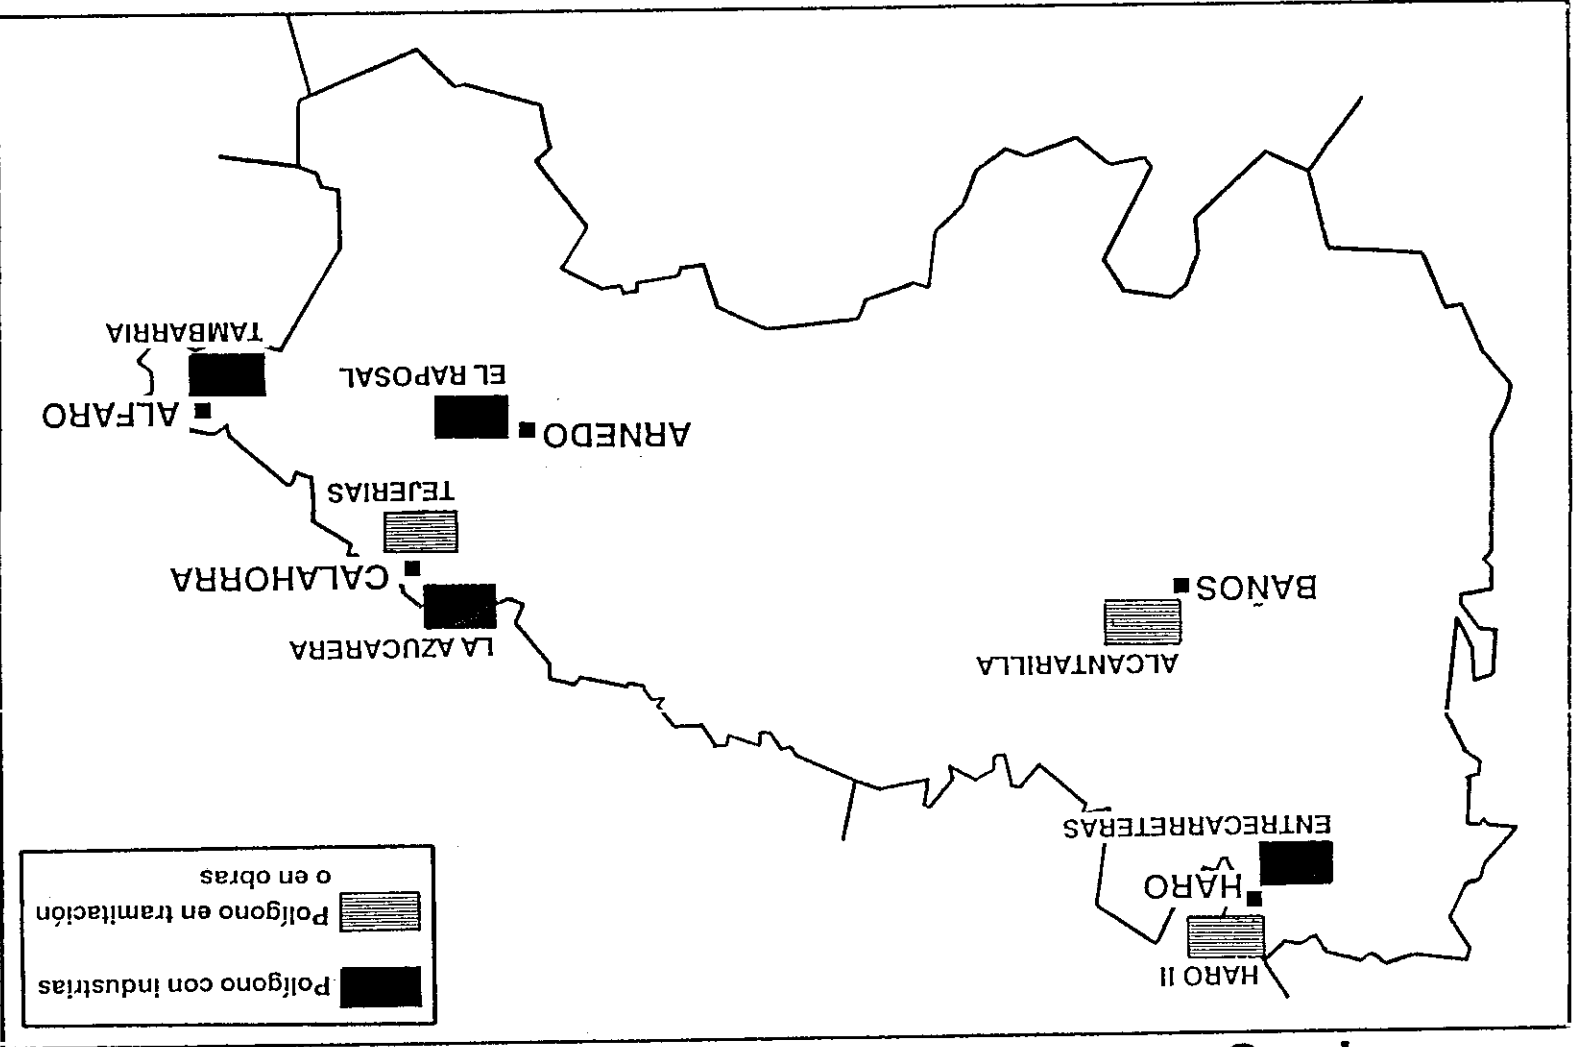 HARO II
HARO
ENTRECARRETERAS
ALCANTARILLA
BAÑOS
LA AZUCARERA
CALAHORRA
TEJERIAS
ARNEDO
EL RAPOSAL
ALFARO
TAMBARRIA
Polígono con industrias
Polígono en tramitación
o en obras